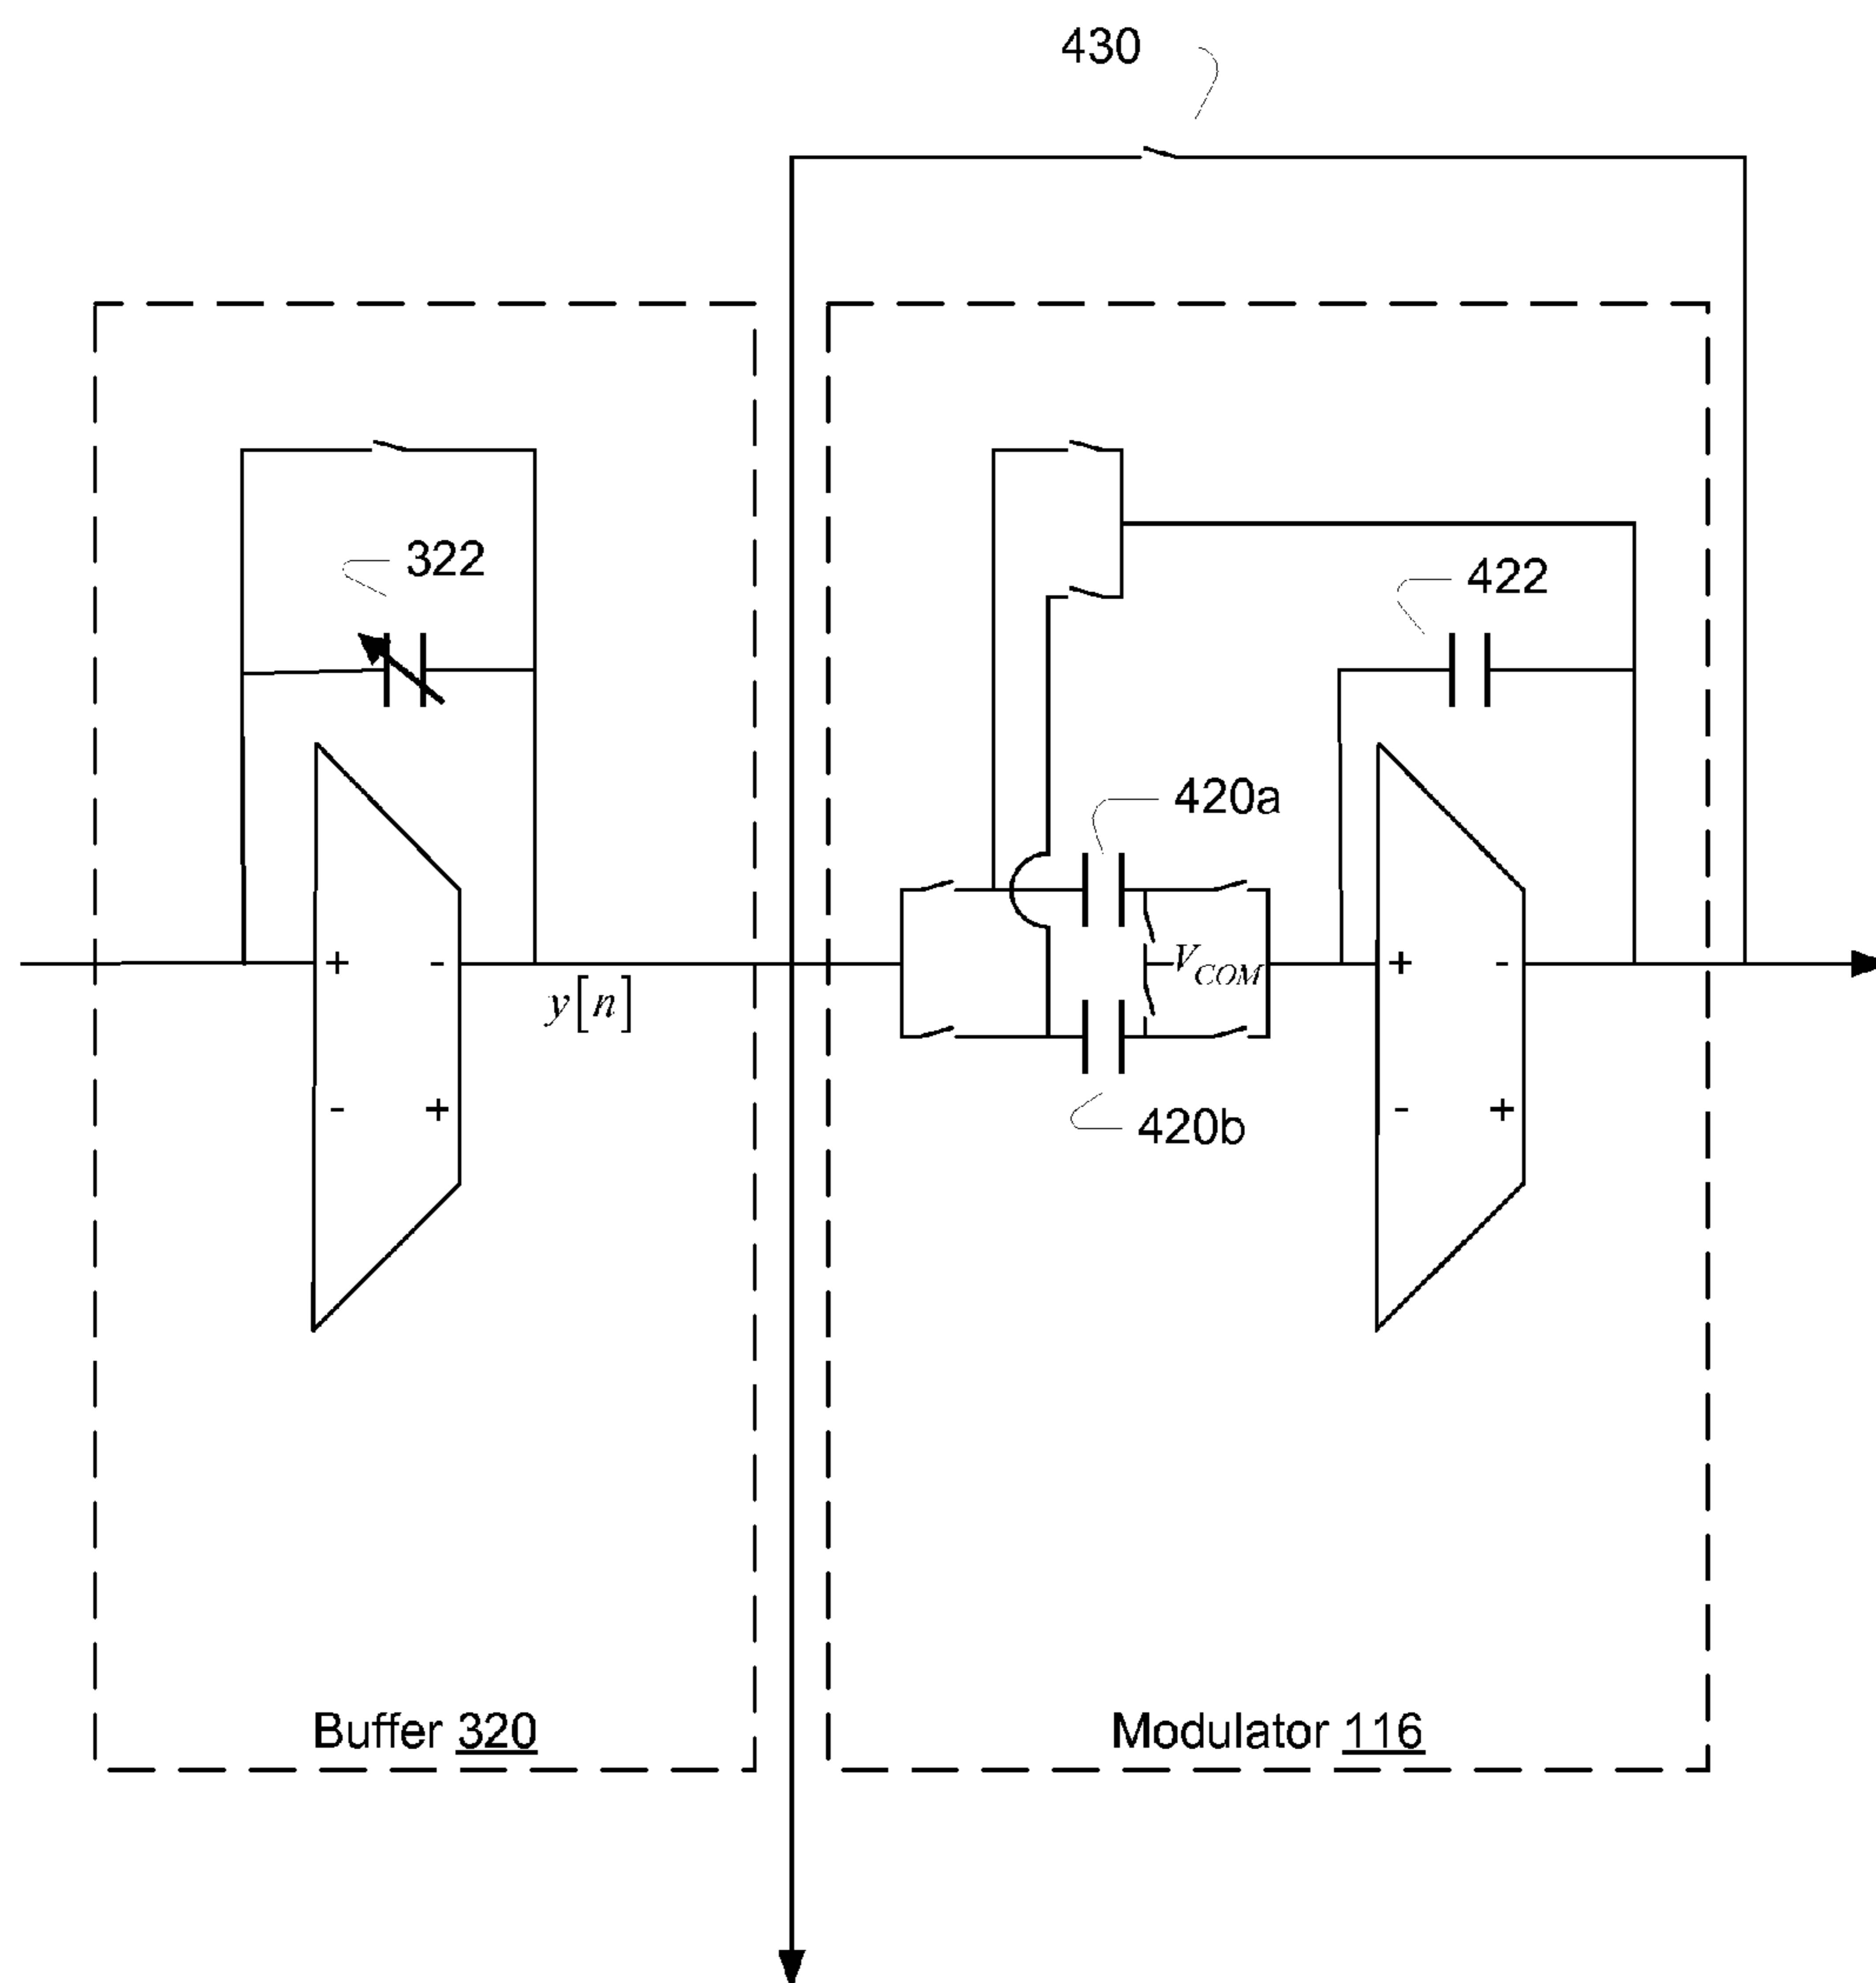 430
322
422
420a
+ -
V_COM
+ -
y[n]
- +
420b
- +
Buffer 320
Modulator 116